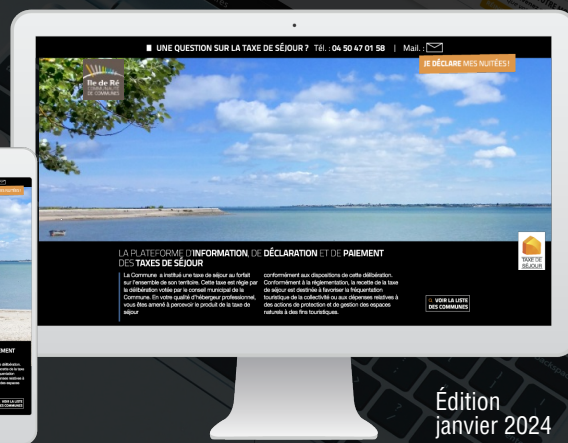 UNE QUESTION SUR LA TAXE DE SÉJOUR ? Tél. : 04 50 47 01 58 | Mail. :
JE DÉCLARE MES NUITÉES !
Ile de Ré
COMMUNAUTÉ
DE COMMUNES
LA PLATEFORME D'INFORMATION, DE DÉCLARATION ET DE PAIEMENT
DES TAXES DE SÉJOUR
La Commune a institué une taxe de séjour au forfait
sur l'ensemble de son territoire. Cette taxe est régie par
la délibération votée par le conseil municipal de la
Commune. En votre qualité d'hébergeur professionnel,
vous êtes amené à percevoir le produit de la taxe de
séjour
conformément aux dispositions de cette délibération.
Conformément à la réglementation, la recette de la taxe
de séjour est destinée à favoriser la fréquentation
touristique de la collectivité ou aux dépenses relatives à
des actions de protection et de gestion des espaces
naturels à des fins touristiques.
TAXE DE
SÉJOUR
VOIR LA LISTE
DES COMMUNES
VOIR LA LISTE
DES COMMUNES
Édition
janvier 2024